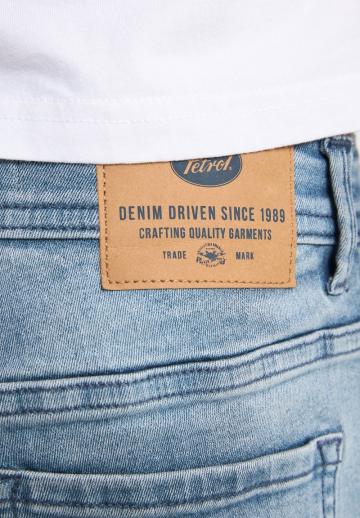 Petrol
DENIM DRIVEN SINCE 1989
CRAFTING QUALITY GARMENTS
TRADE MARK